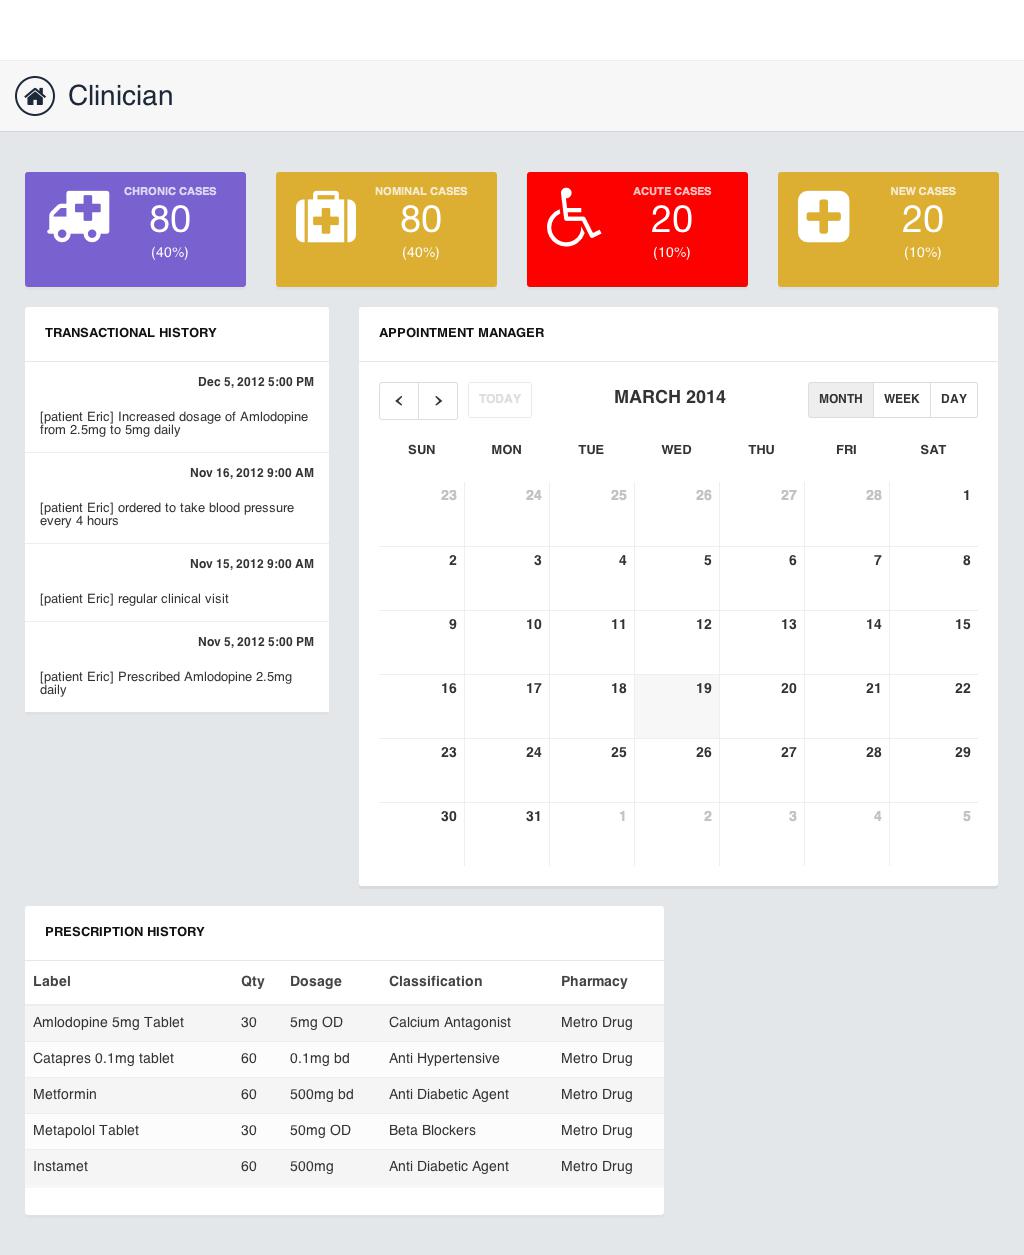 Clinician
CHRONIC CASES
80
(40%)
NOMINAL CASES
80
(40%)
ACUTE CASES
20
(10%)
NEW CASES
20
(10%)
TRANSACTIONAL HISTORY
Dec 5, 2012 5:00 PM
[patient Eric] Increased dosage of Amlodopine
from 2.5mg to 5mg daily
Nov 16, 2012 9:00 AM
[patient Eric] ordered to take blood pressure
every 4 hours
Nov 15, 2012 9:00 AM
[patient Eric] regular clinical visit
Nov 5, 2012 5:00 PM
[patient Eric] Prescribed Amlodopine 2.5mg
daily
APPOINTMENT MANAGER
< > TODAY MARCH 2014 MONTH WEEK DAY
SUN MON TUE WED THU FRI SAT
23 24 25 26 27 28 1
2 3 4 5 6 7 8
9 10 11 12 13 14 15
16 17 18 19 20 21 22
23 24 25 26 27 28 29
30 31 1 2 3 4 5
PRESCRIPTION HISTORY
Label Qty Dosage Classification Pharmacy
Amlodopine 5mg Tablet 30 5mg OD Calcium Antagonist Metro Drug
Catapres 0.1mg tablet 60 0.1mg bd Anti Hypertensive Metro Drug
Metformin 60 500mg bd Anti Diabetic Agent Metro Drug
Metapolol Tablet 30 50mg OD Beta Blockers Metro Drug
Instamet 60 500mg Anti Diabetic Agent Metro Drug